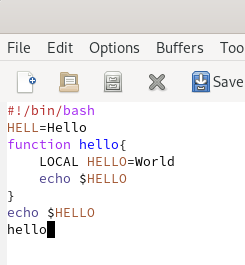 File Edit Options Buffers Too
Save
#!/bin/bash
HELL=Hello
function hello{
    LOCAL HELLO=World
    echo $HELLO
}
echo $HELLO
hello